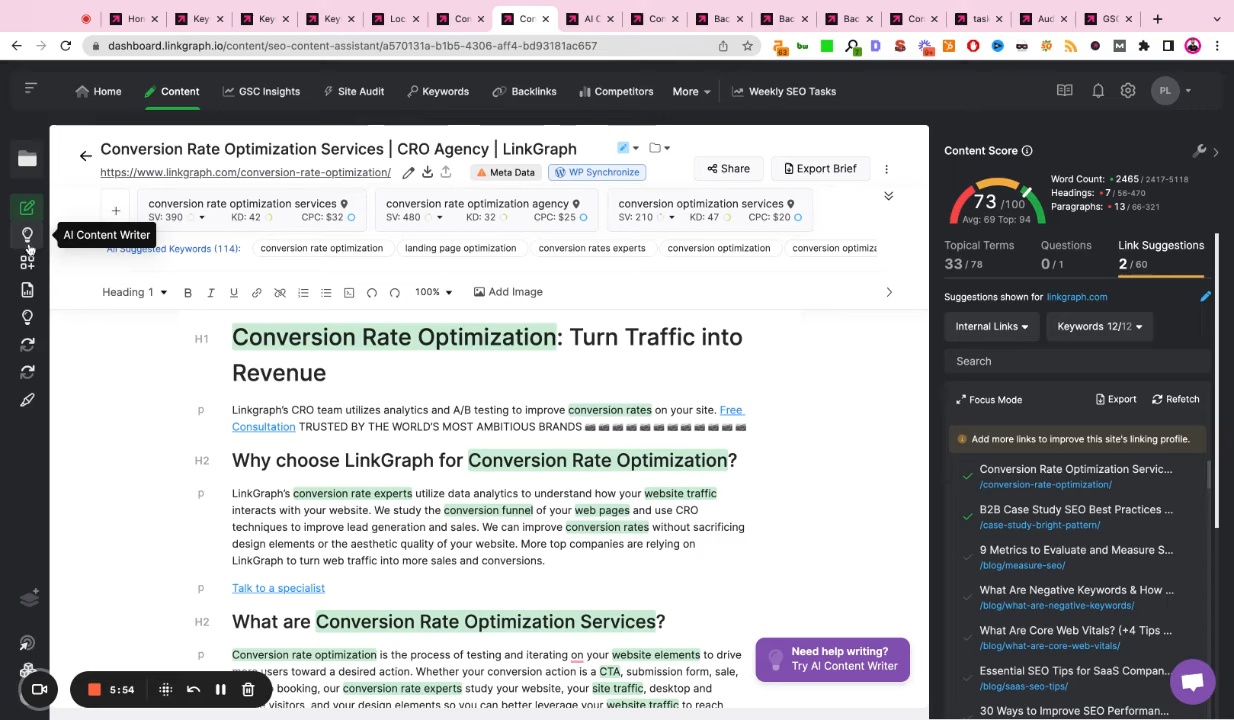 Hon
Key
Key
Key
Loc
Con
Con
AI C
Con
Bac
Bac
Bac
Con
task
Aud
GSC
dashboard.linkgraph.io/content/seo-content-assistant/a570131a-b1b5-4306-aff4-bd93181ac657
Home Content GSC Insights Site Audit Keywords Backlinks Competitors More Weekly SEO Tasks PL
Conversion Rate Optimization Services | CRO Agency | LinkGraph
https://www.linkgraph.io/conversion-rate-optimization/ Meta Data WP Synchronize
Share Export Brief
AI Content Writer
conversion rate optimization services
SV: 390 KD: 42 CPC: $32
conversion rate optimization agency
SV: 480 KD: 32 CPC: $25
conversion optimization services
SV: 210 KD: 47 CPC: $20
All Suggested Keywords (114): conversion rate optimization landing page optimization conversion rates experts conversion optimization conversion optimiza
Heading 1 B I U 100% Add Image
H1 Conversion Rate Optimization: Turn Traffic into
Revenue
p Linkgraph's CRO team utilizes analytics and A/B testing to improve conversion rates on your site. Free
Consultation TRUSTED BY THE WORLD'S MOST AMBITIOUS BRANDS
H2 Why choose LinkGraph for Conversion Rate Optimization?
p LinkGraph's conversion rate experts utilize data analytics to understand how your website traffic
interacts with your website. We study the conversion funnel of your web pages and use CRO
techniques to improve lead generation and sales. We can improve conversion rates without sacrificing
design elements or the aesthetic quality of your website. More top companies are relying on
LinkGraph to turn web traffic into more sales and conversions.
p Talk to a specialist
H2 What are Conversion Rate Optimization Services?
p Conversion rate optimization is the process of testing and iterating on your website elements to drive
users toward a desired action. Whether your conversion action is a CTA, submission form, sale,
booking, our conversion rate experts study your website, your site traffic, desktop and
visitors, and your design elements so you can better leverage your website traffic to reach
Need help writing?
Try AI Content Writer
5:54
Content Score
73 /100
Avg: 69 Top: 94
Word Count: 2465 / 2417-5118
Headings: 7 / 56-470
Paragraphs: 13 / 66-321
Topical Terms
33 / 78
Questions
0 / 1
Link Suggestions
2 / 60
Suggestions shown for linkgraph.com
Internal Links Keywords 12/12
Search
Focus Mode Export Refetch
Add more links to improve this site's linking profile.
Conversion Rate Optimization Servic...
/conversion-rate-optimization/
B2B Case Study SEO Best Practices ...
/case-study-bright-pattern/
9 Metrics to Evaluate and Measure S...
/blog/measure-seo/
What Are Negative Keywords & How ...
/blog/what-are-negative-keywords/
What Are Core Web Vitals? (+4 Tips ...
/blog/what-are-core-web-vitals/
Essential SEO Tips for SaaS Compan...
/blog/saas-seo-tips/
30 Ways to Improve SEO Performan...